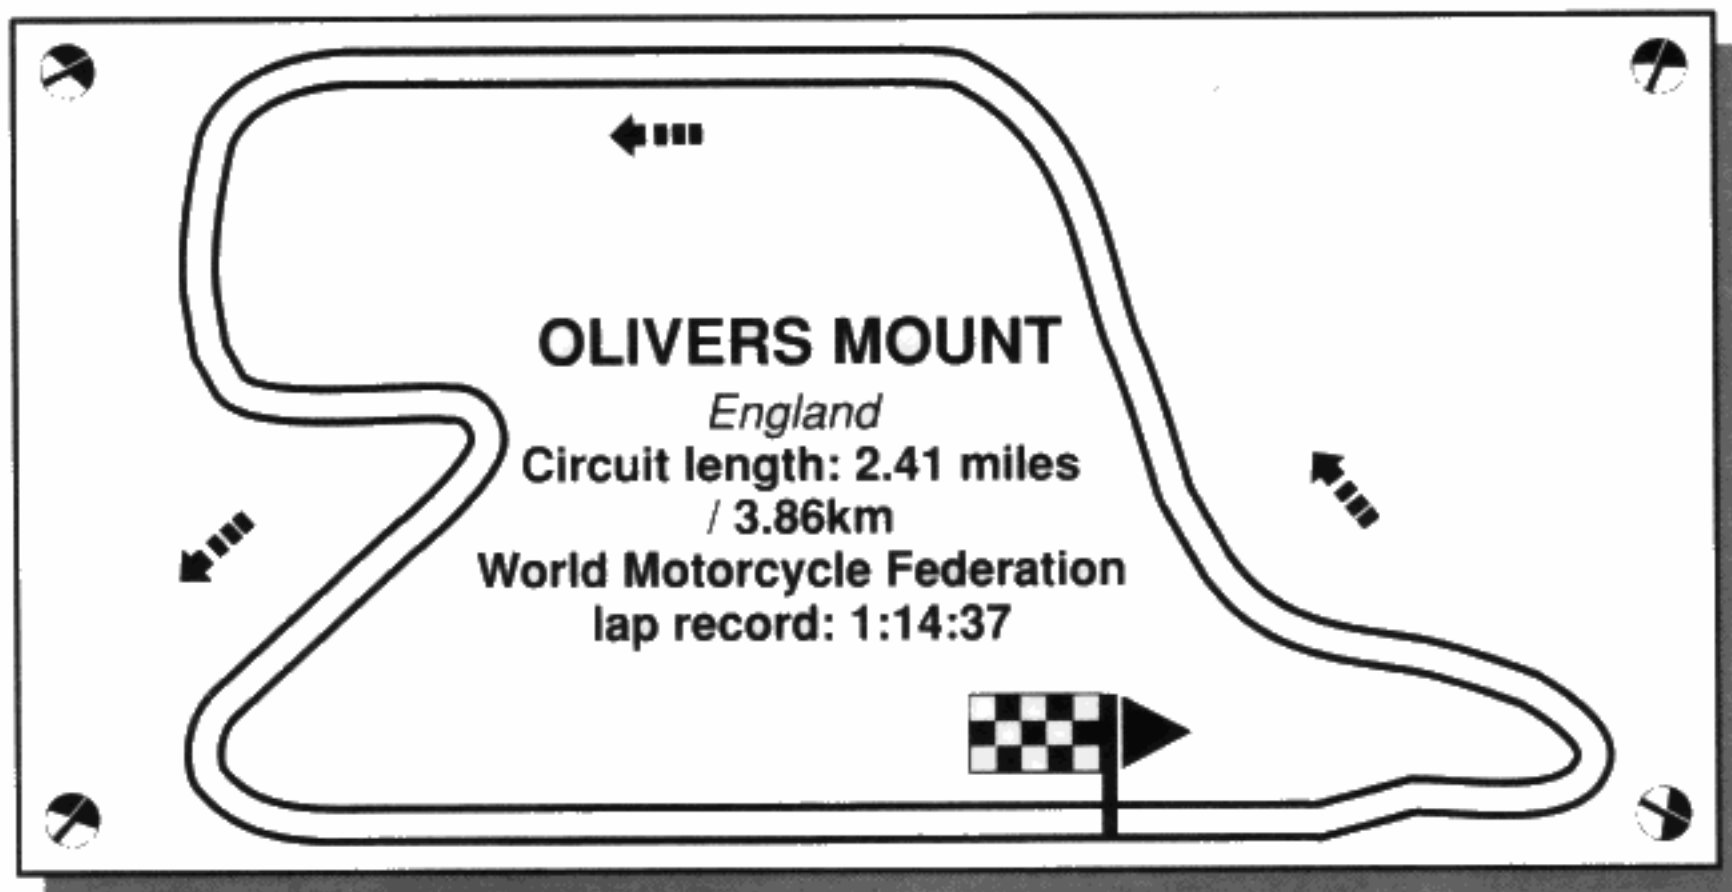 OLIVERS MOUNT
England
Circuit length: 2.41 miles
/ 3.86km
World Motorcycle Federation
lap record: 1:14:37